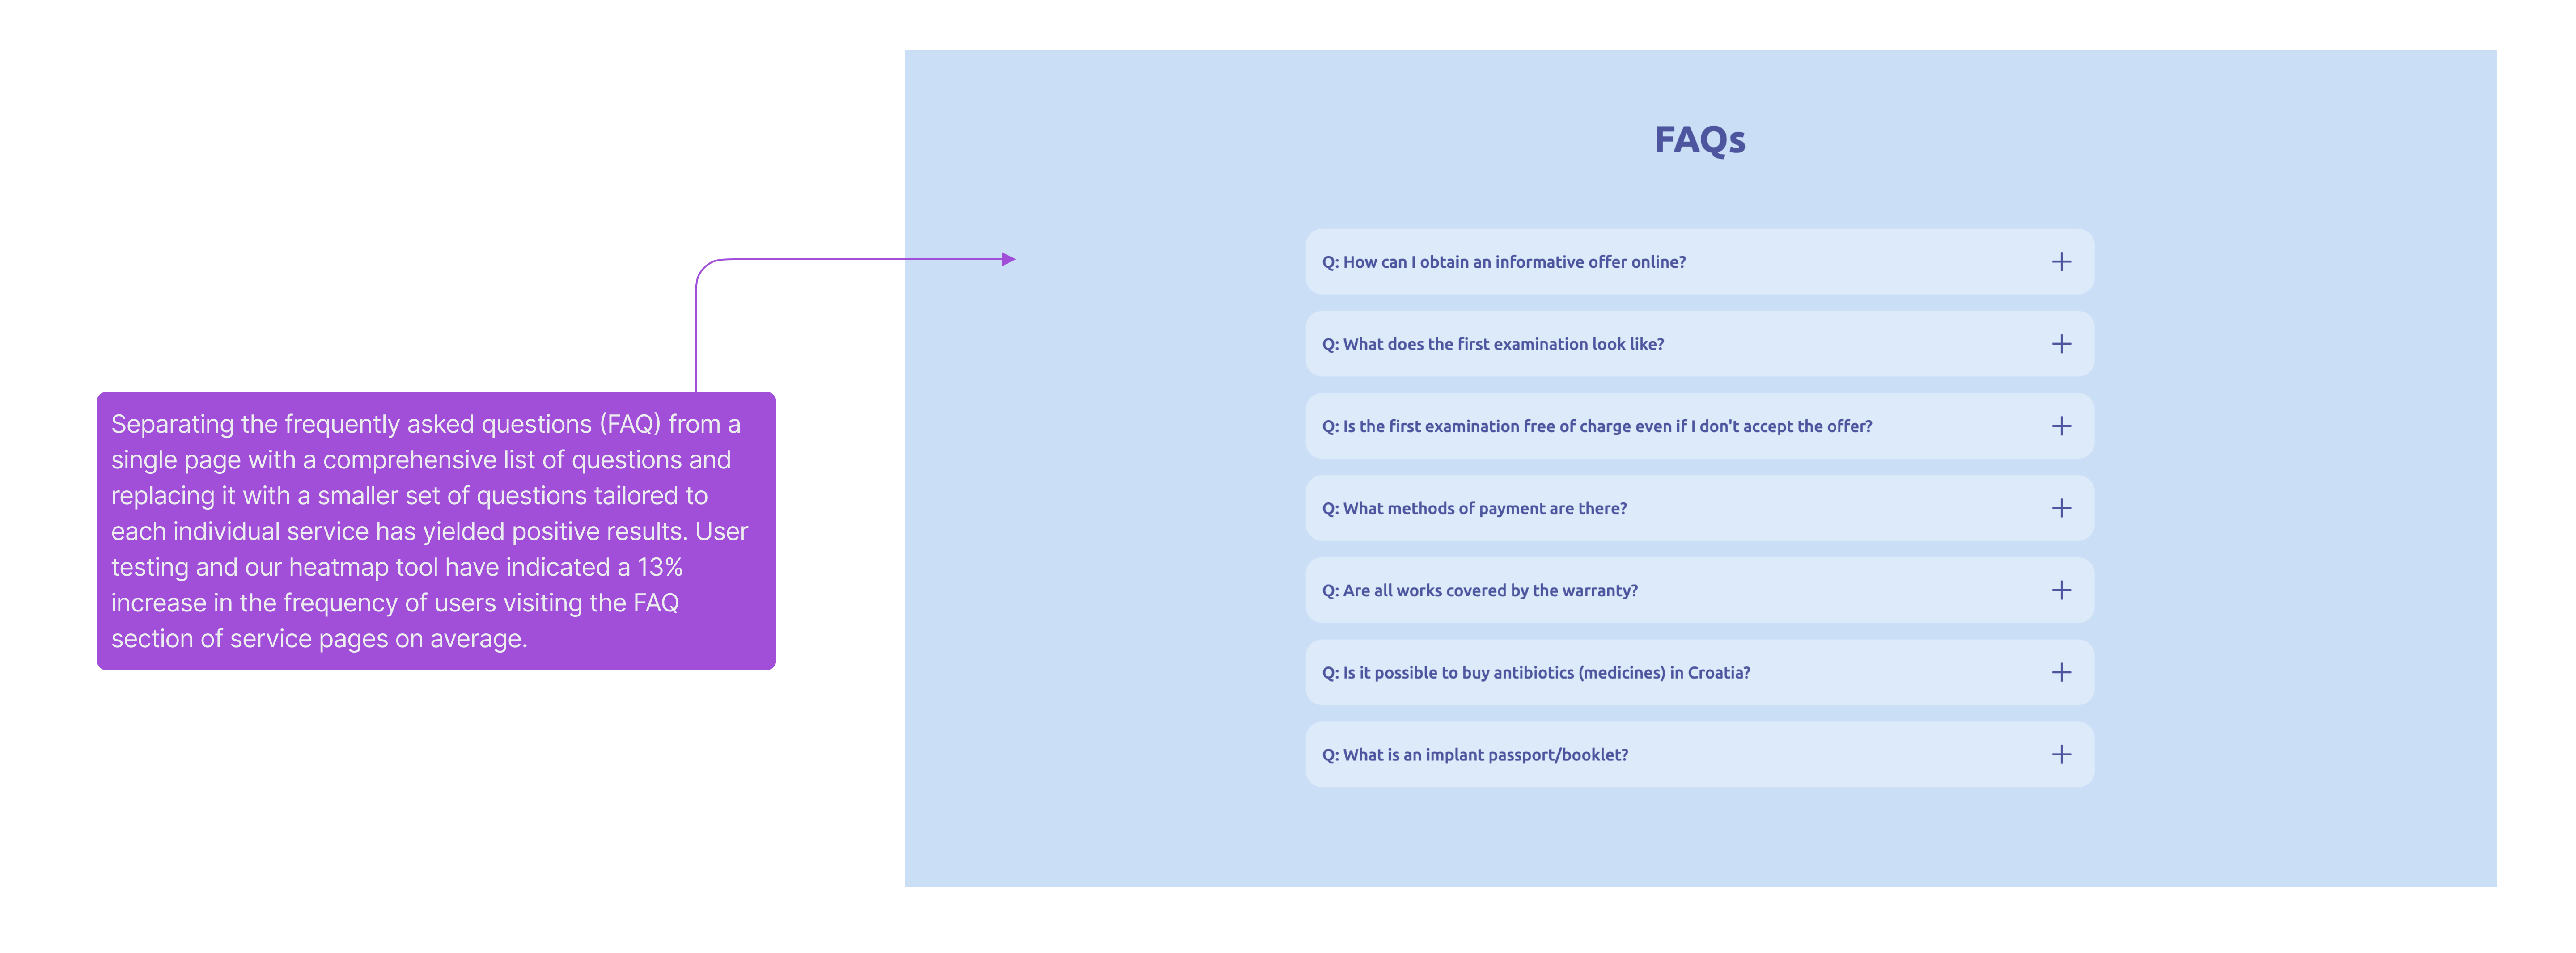 Separating the frequently asked questions (FAQ) from a
single page with a comprehensive list of questions and
replacing it with a smaller set of questions tailored to
each individual service has yielded positive results. User
testing and our heatmap tool have indicated a 13%
increase in the frequency of users visiting the FAQ
section of service pages on average.
FAQs
Q: How can I obtain an informative offer online?
Q: What does the first examination look like?
Q: Is the first examination free of charge even if I don't accept the offer?
Q: What methods of payment are there?
Q: Are all works covered by the warranty?
Q: Is it possible to buy antibiotics (medicines) in Croatia?
Q: What is an implant passport/booklet?